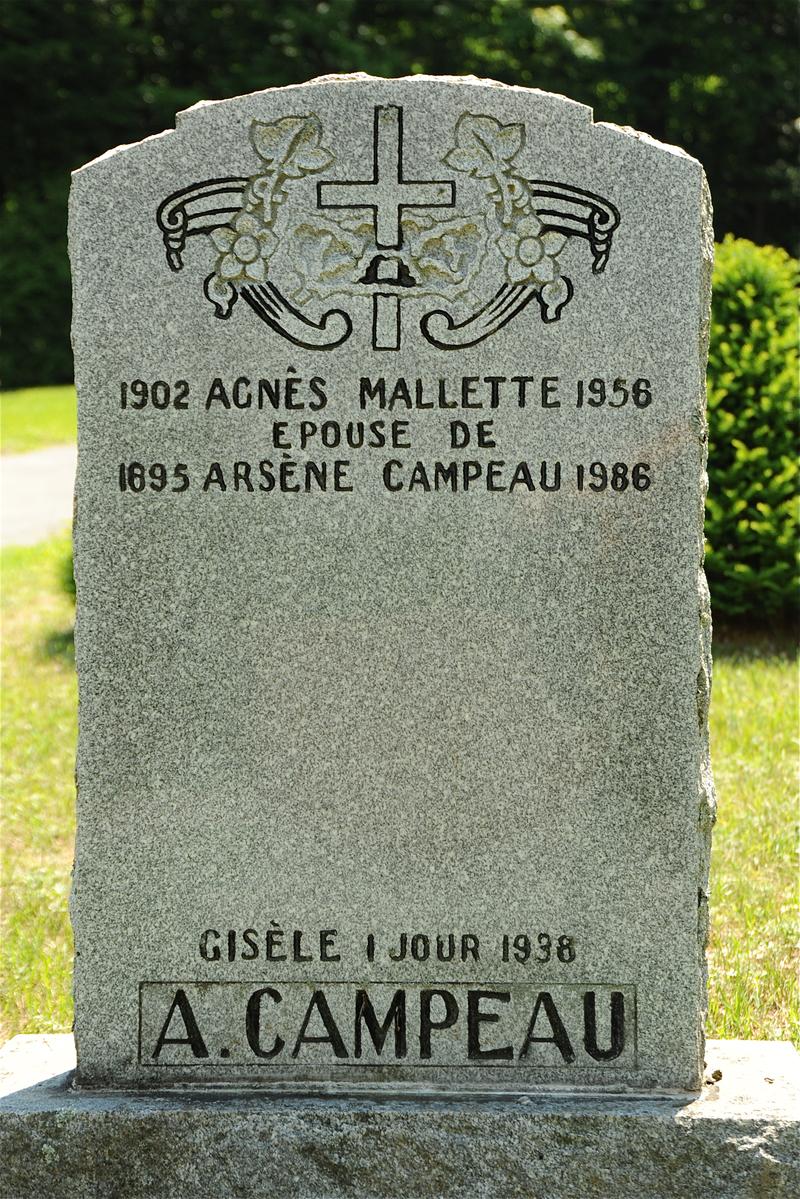 1902 AGNÈS MALLETTE 1956
EPOUSE DE
1895 ARSÈNE CAMPEAU 1986
GISÈLE 1 JOUR 1938
A. CAMPEAU